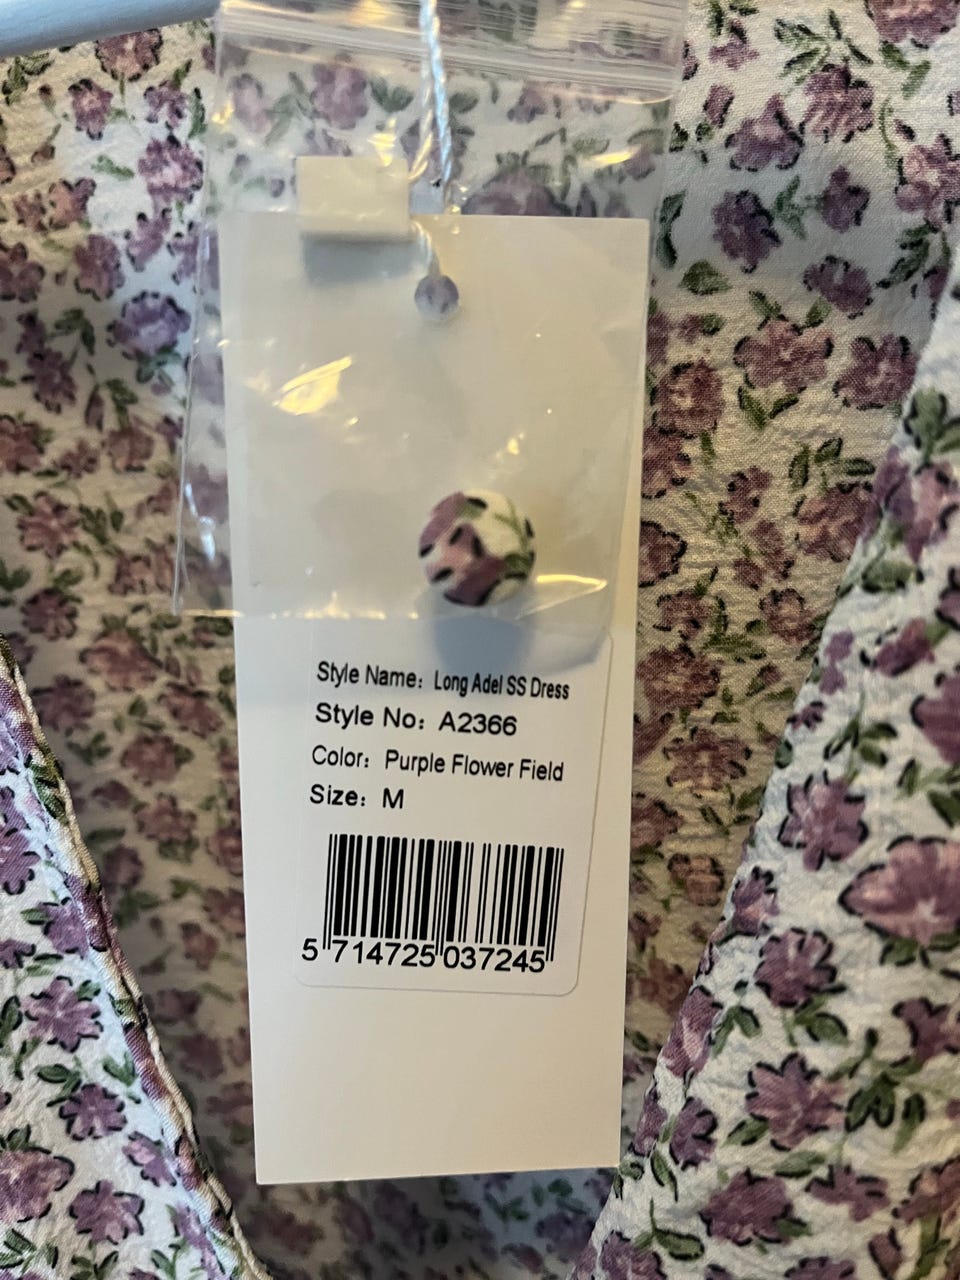 Style Name: Long Adel SS Dress
Style No: A2366
Color: Purple Flower Field
Size: M
5 714725 037245